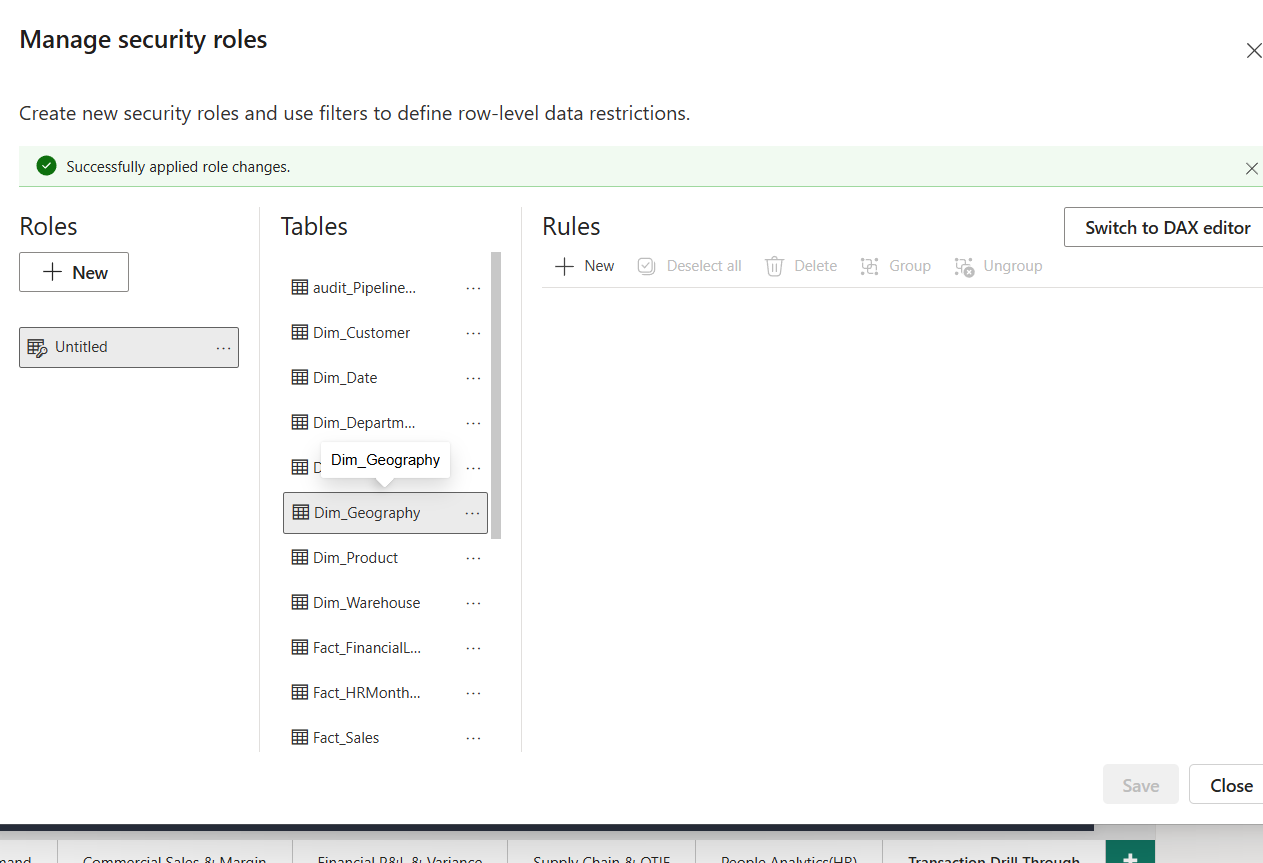 Manage security roles
Create new security roles and use filters to define row-level data restrictions.
Successfully applied role changes.
Roles
Tables
Rules
Switch to DAX editor
New
New
Deselect all
Delete
Group
Ungroup
Untitled
audit_Pipeline...
Dim_Customer
Dim_Date
Dim_Departm...
D
Dim_Geography
Dim_Geography
Dim_Product
Dim_Warehouse
Fact_FinancialL...
Fact_HRMonth...
Fact_Sales
Save
Close
Commercial Sales & Margin
Financial P&L & Variance
Supply Chain & OTIF
People Analytics(HR)
Transaction Drill Through